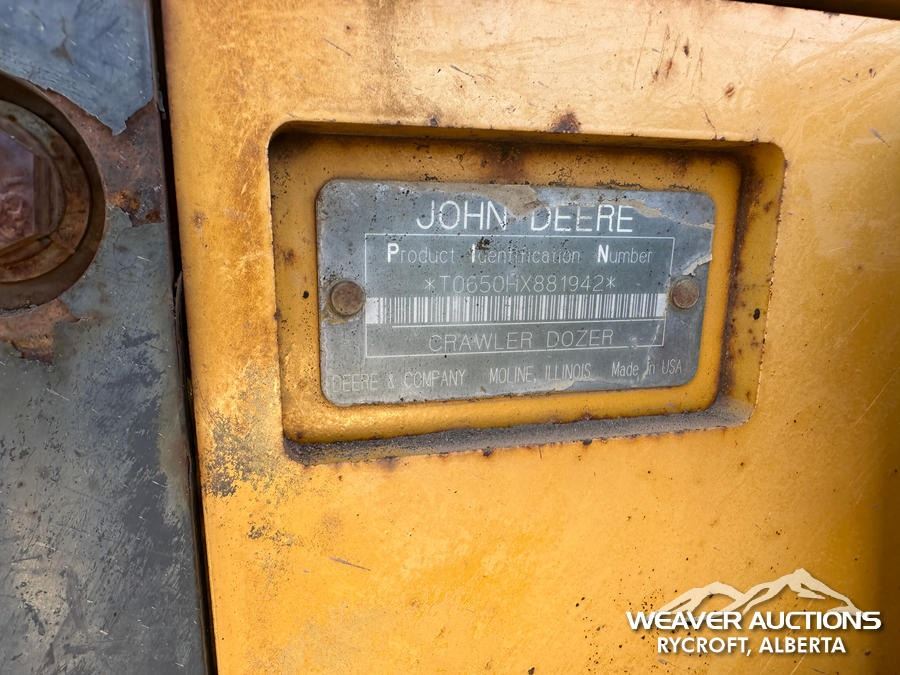 JOHN DEERE
P I N
Product Identification Number
*T0650HX881942*
CRAWLER DOZER
DEERE & COMPANY MOLINE, ILLINOIS Made In USA
WEAVER AUCTIONS
RYCROFT, ALBERTA